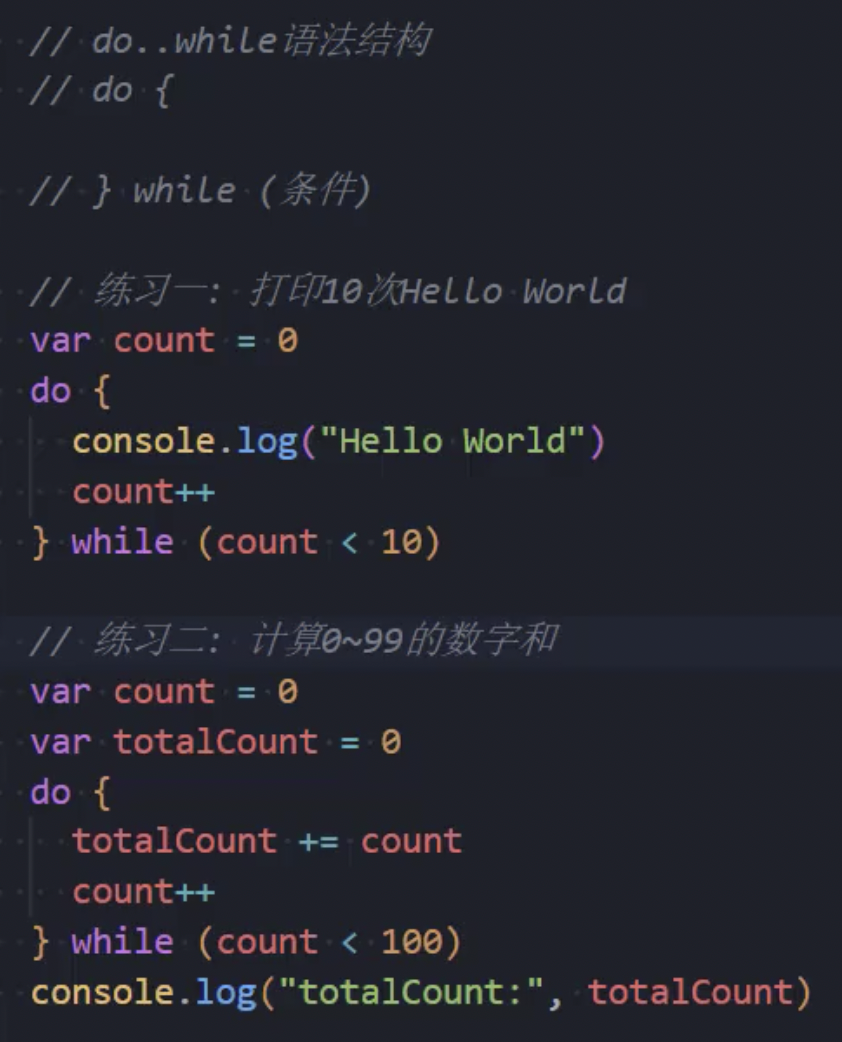 // do..while语法结构
// do {
// } while (条件)
// 练习一: 打印10次Hello World
var count = 0
do {
  console.log("Hello World")
  count++
} while (count < 10)
// 练习二: 计算0~99的数字和
var count = 0
var totalCount = 0
do {
  totalCount += count
  count++
} while (count < 100)
console.log("totalCount:", totalCount)